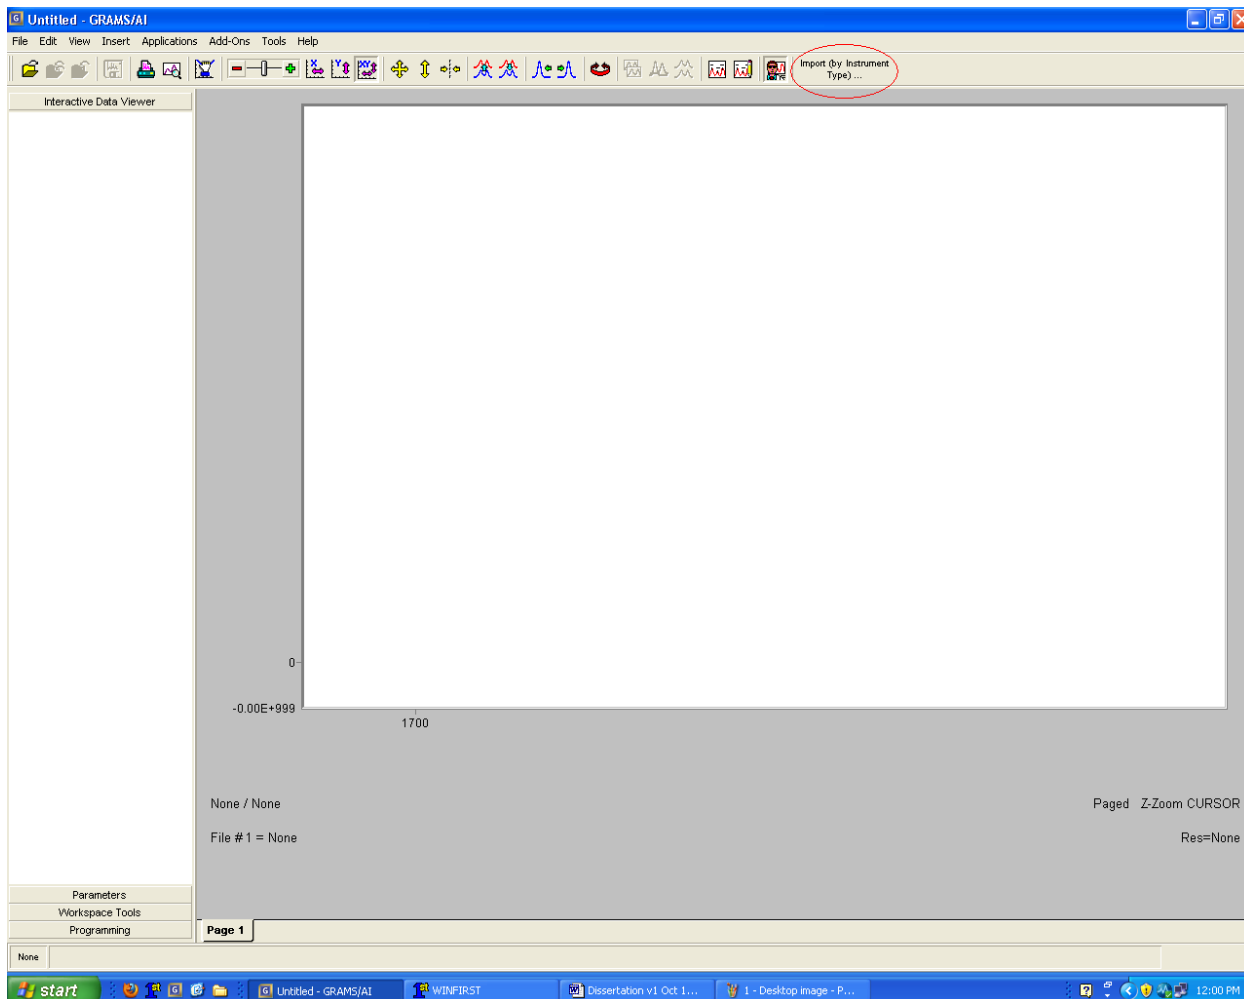 Untitled - GRAMS/AI
File Edit View Insert Applications Add-Ons Tools Help
Import (by Instrument
Type) ...
Interactive Data Viewer
0
-0.00E+999
1700
None / None
Paged Z-Zoom CURSOR
File #1 = None
Res=None
Parameters
Workspace Tools
Programming
Page 1
None
start
Untitled - GRAMS/AI
WINFIRST
Dissertation v1 Oct 1...
1 - Desktop image - P...
12:00 PM